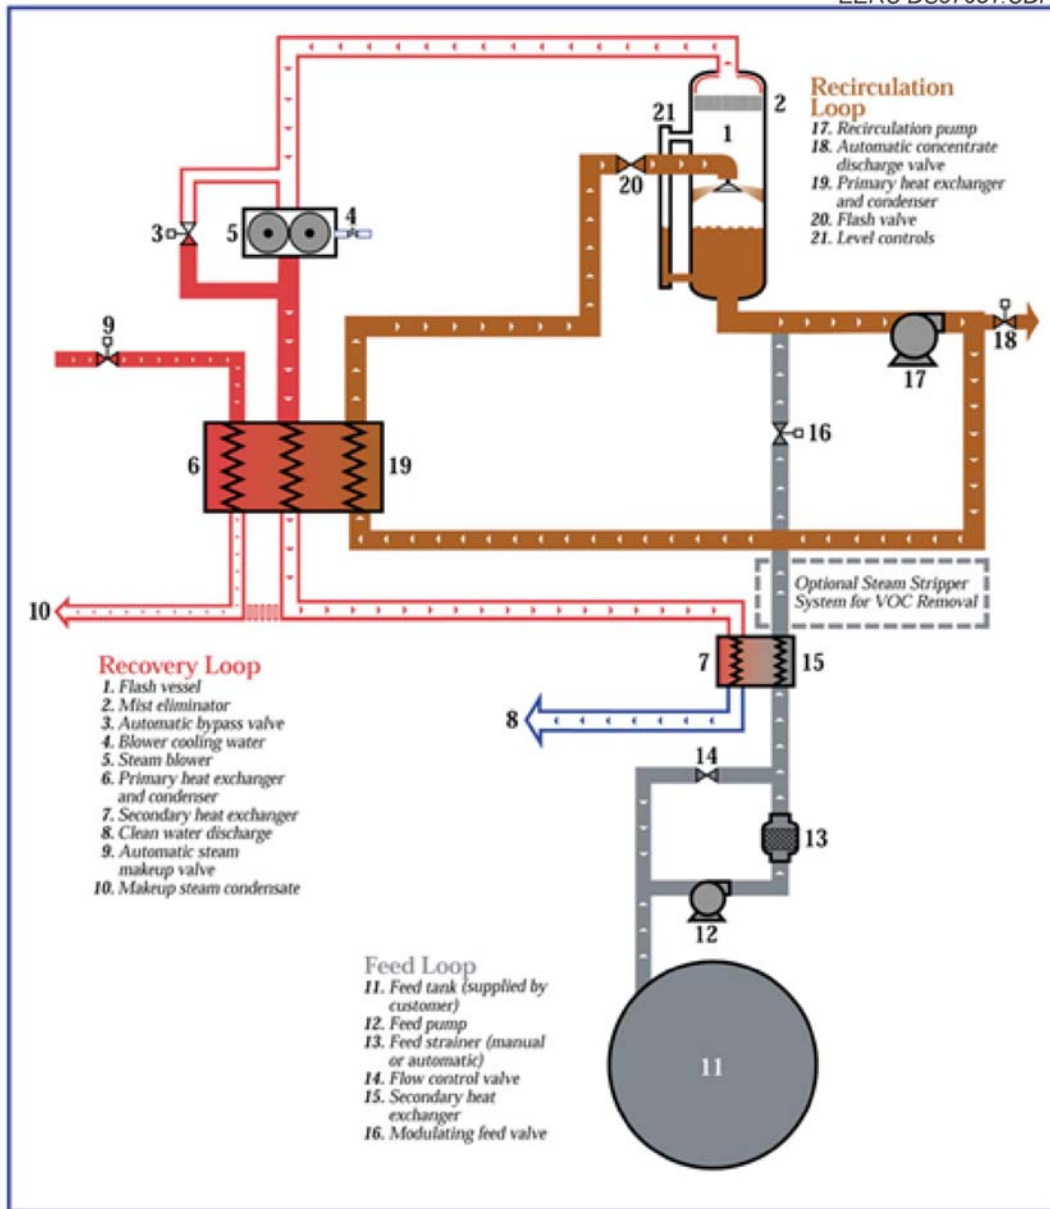 21
2
1
20
3
5
4
9
18
17
16
6
19
10
7
15
8
14
13
12
11
Recirculation
Loop
17. Recirculation pump
18. Automatic concentrate
discharge valve
19. Primary heat exchanger
and condenser
20. Flash valve
21. Level controls
Optional Steam Stripper
System for VOC Removal
Recovery Loop
1. Flash vessel
2. Mist eliminator
3. Automatic bypass valve
4. Blower cooling water
5. Steam blower
6. Primary heat exchanger
and condenser
7. Secondary heat exchanger
8. Clean water discharge
9. Automatic steam
makeup valve
10. Makeup steam condensate
Feed Loop
11. Feed tank (supplied by
customer)
12. Feed pump
13. Feed strainer (manual
or automatic)
14. Flow control valve
15. Secondary heat
exchanger
16. Modulating feed valve